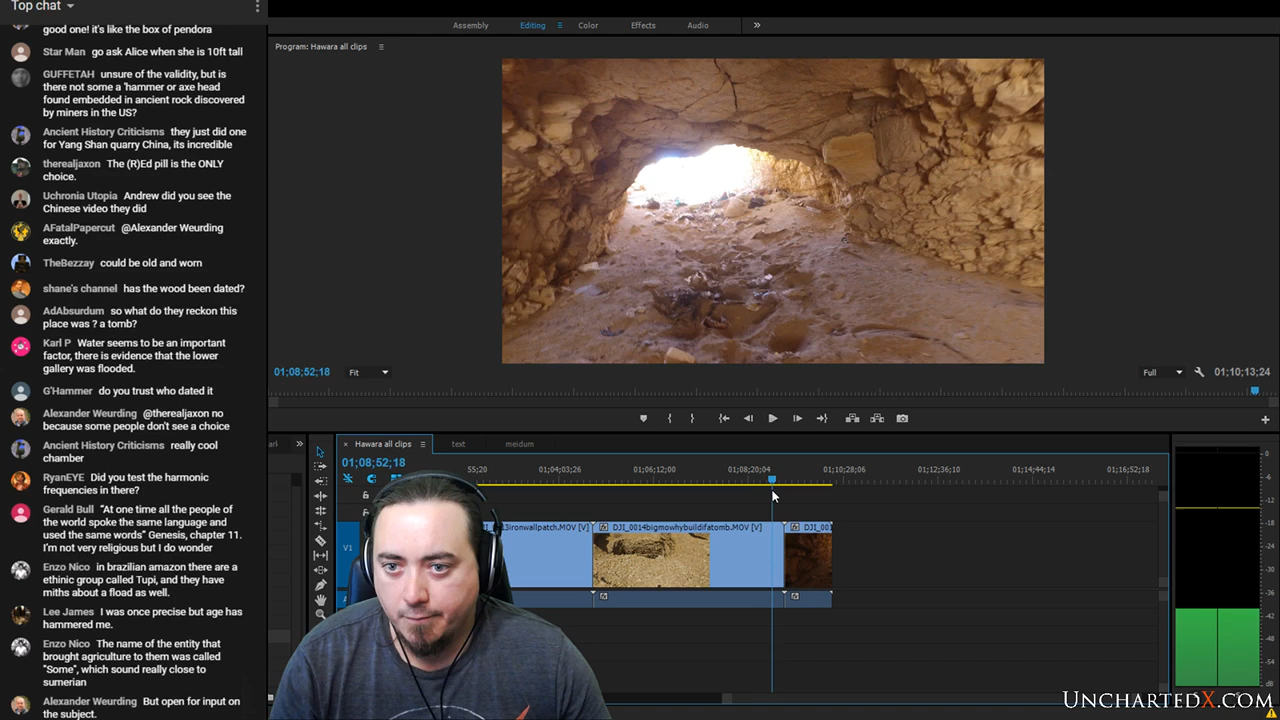 Top chat
good one! it's like the box of pendora
Star Man go ask Alice when she is 10ft tall
GUFFETAH unsure of the validity, but is
there not some a 'hammer or axe head
found embedded in ancient rock discovered
by miners in the US?
Ancient History Criticisms they just did one
for Yang Shan quarry China, its incredible
therealjaxon The (R)Ed pill is the ONLY
choice.
Uchronia Utopia Andrew did you see the
Chinese video they did
AFatalPapercut @Alexander Weurding
exactly.
TheBezzay could be old and worn
shane's channel has the wood been dated?
AdAbsurdum so what do they reckon this
place was ? a tomb?
Karl P Water seems to be an important
factor, there is evidence that the lower
gallery was flooded.
G'Hammer do you trust who dated it
Alexander Weurding @therealjaxon no
because some people don't see a choice
Ancient History Criticisms really cool
chamber
RyanEYE Did you test the harmonic
frequencies in there?
Gerald Bull "At one time all the people of
the world spoke the same language and
used the same words" Genesis, chapter 11.
I'm not very religious but I do wonder
Enzo Nico in brazilian amazon there are a
ethinic group called Tupi, and they have
miths about a fload as well.
Lee James I was once precise but age has
hammered me.
Enzo Nico The name of the entity that
brought agriculture to them was called
"Some", which sound really close to
sumerian
Alexander Weurding But open for input on
the subject.
Assembly Editing Color Effects Audio
Program: Hawara all clips
01;08;52;18 Fit Full 01;10;13;24
Hawara all clips text meidum
01;08;52;18
55;20 01;04;03;26 01;06;12;00 01;08;20;04 01;10;28;06 01;12;36;10 01;14;44;14 01;16;52;18
13ironwallpatch.MOV [V] DJI_0014bigmowhybuildifatomb.MOV [V] DJI_001
V1
0
-6
-12
-18
-24
-30
-36
-42
-48
-54
dB
UNCHARTEDX.COM